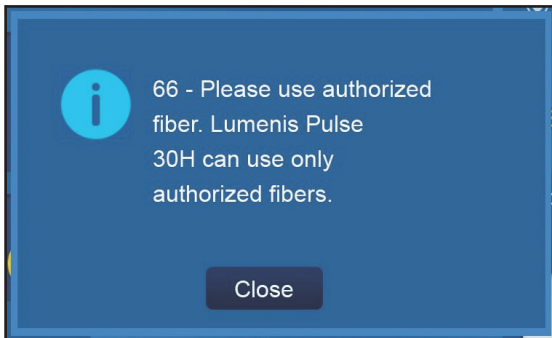 66 - Please use authorized
fiber. Lumenis Pulse
30H can use only
authorized fibers.
Close